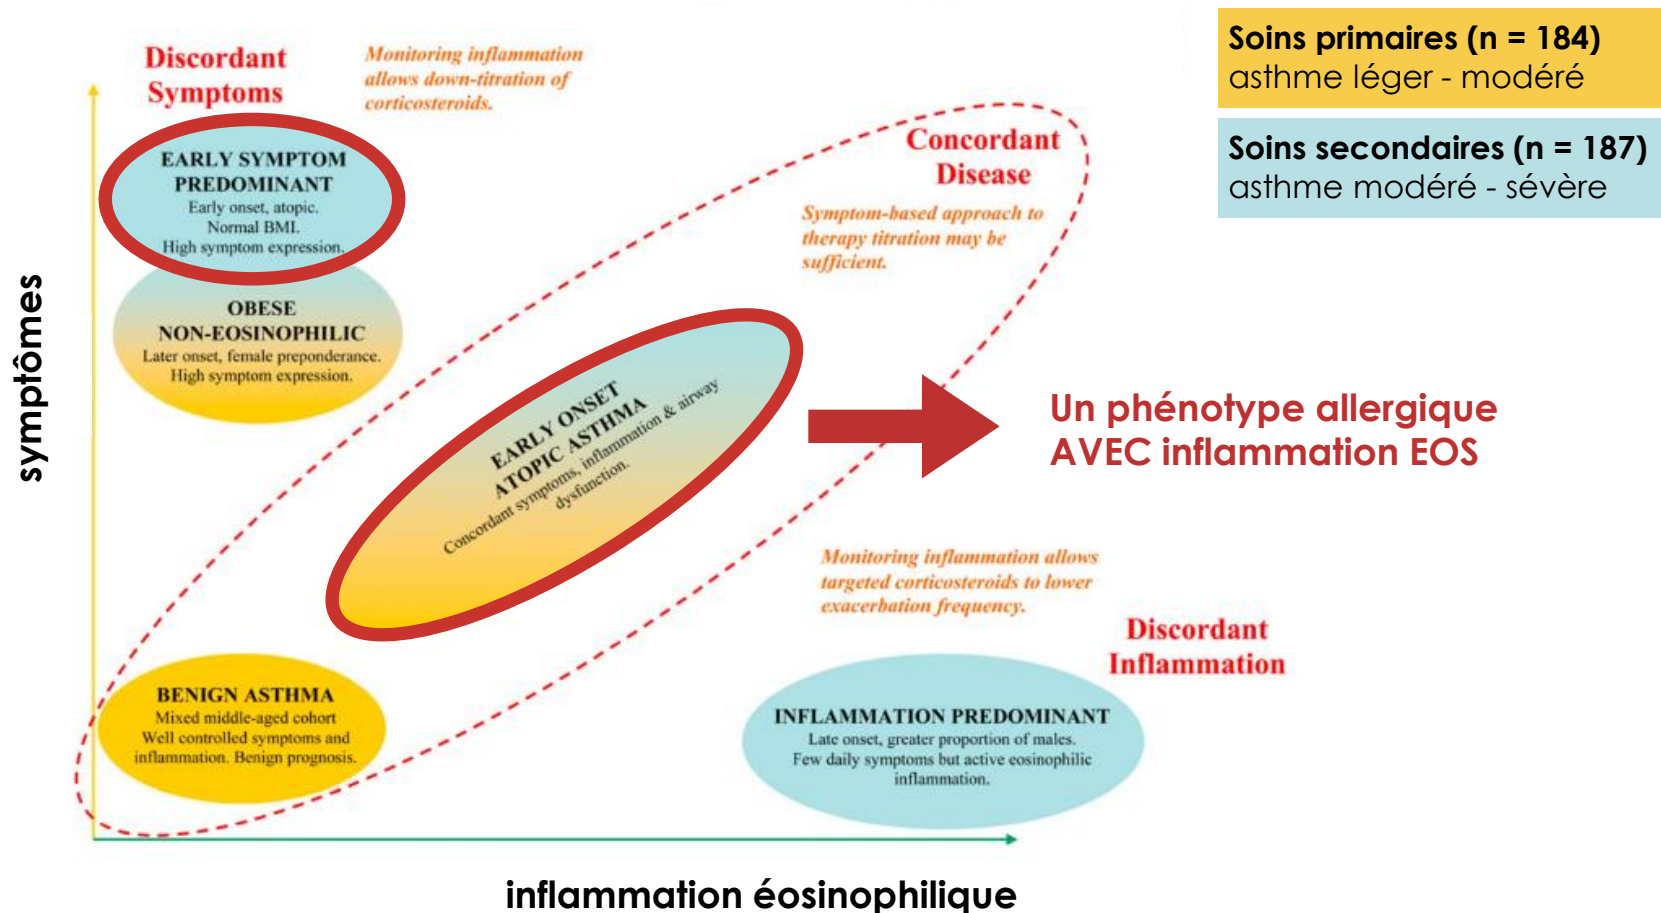 Discordant
Symptoms
Monitoring inflammation
allows down-titration of
corticosteroids.
Soins primaires (n = 184)
asthme léger - modéré
Soins secondaires (n = 187)
asthme modéré - sévère
EARLY SYMPTOM
PREDOMINANT
Early onset, atopic.
Normal BMI.
High symptom expression.
OBESE
NON-EOSINOPHILIC
Later onset, female preponderance.
High symptom expression.
Concordant
Disease
Symptom-based approach to
therapy titration may be
sufficient.
symptômes
EARLY ONSET
ATOPIC ASTHMA
Concordant symptoms, inflammation & airway
dysfunction.
Un phénotype allergique
AVEC inflammation EOS
Monitoring inflammation allows
targeted corticosteroids to lower
exacerbation frequency.
Discordant
Inflammation
BENIGN ASTHMA
Mixed middle-aged cohort
Well controlled symptoms and
inflammation. Benign prognosis.
INFLAMMATION PREDOMINANT
Late onset, greater proportion of males.
Few daily symptoms but active eosinophilic
inflammation.
inflammation éosinophilique